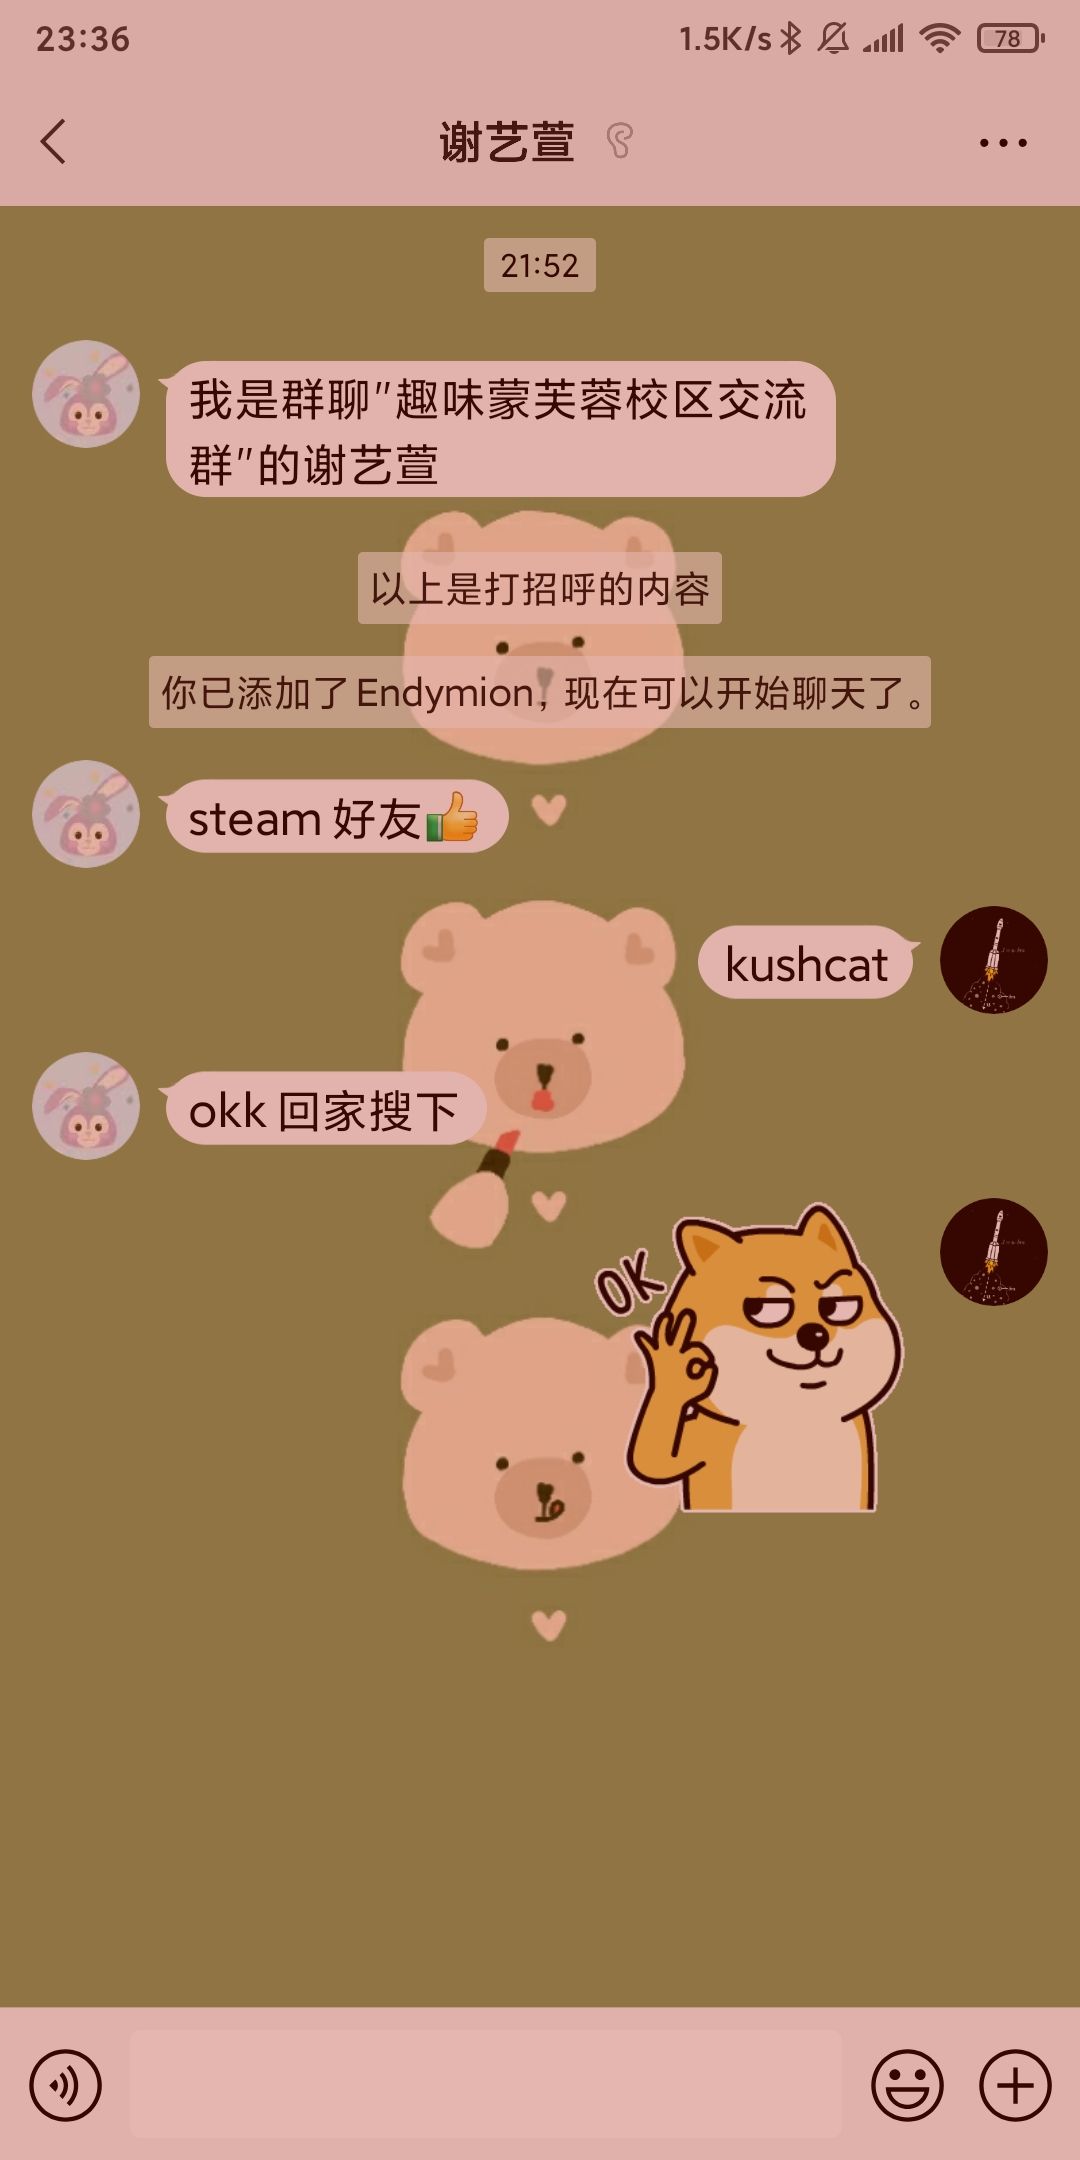 23:36
1.5K/s
78
谢艺萱
21:52
我是群聊"趣味蒙芙蓉校区交流
群"的谢艺萱
以上是打招呼的内容
你已添加了Endymion，现在可以开始聊天了。
steam 好友👍
kushcat
okk 回家搜下
OK